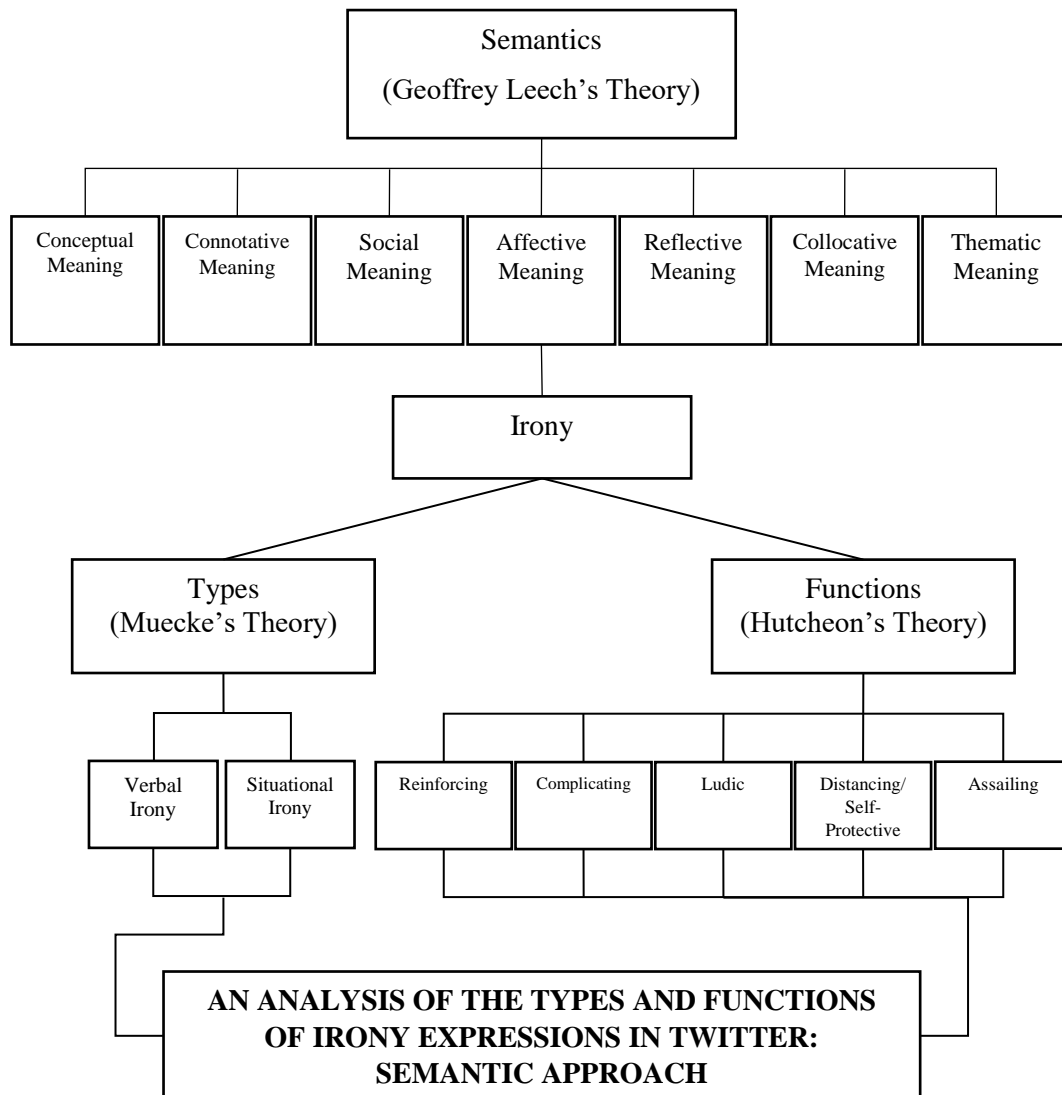 Semantics
(Geoffrey Leech's Theory)
Conceptual
Meaning
Connotative
Meaning
Social
Meaning
Affective
Meaning
Reflective
Meaning
Collocative
Meaning
Thematic
Meaning
Irony
Types
(Muecke's Theory)
Functions
(Hutcheon's Theory)
Verbal
Irony
Situational
Irony
Reinforcing
Complicating
Ludic
Distancing/
Self-
Protective
Assailing
AN ANALYSIS OF THE TYPES AND FUNCTIONS
OF IRONY EXPRESSIONS IN TWITTER:
SEMANTIC APPROACH